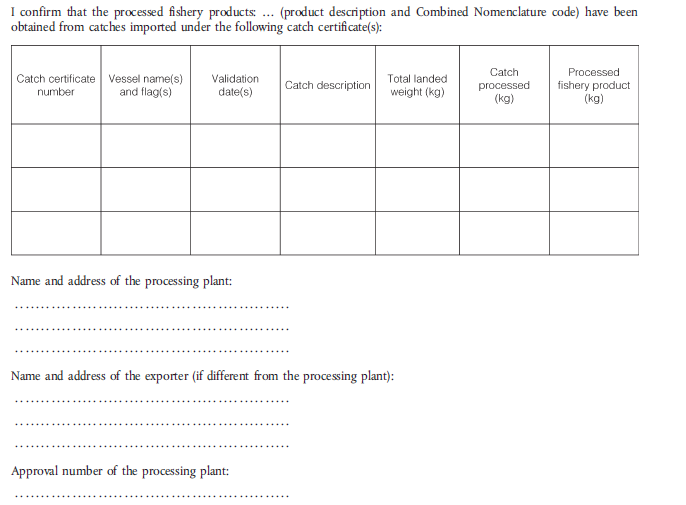 I confirm that the processed fishery products: ... (product description and Combined Nomenclature code) have been
obtained from catches imported under the following catch certificate(s):
Catch certificate number
Vessel name(s) and flag(s)
Validation date(s)
Catch description
Total landed weight (kg)
Catch processed (kg)
Processed fishery product (kg)
Name and address of the processing plant:
......................................................
......................................................
......................................................
Name and address of the exporter (if different from the processing plant):
......................................................
......................................................
......................................................
Approval number of the processing plant:
......................................................